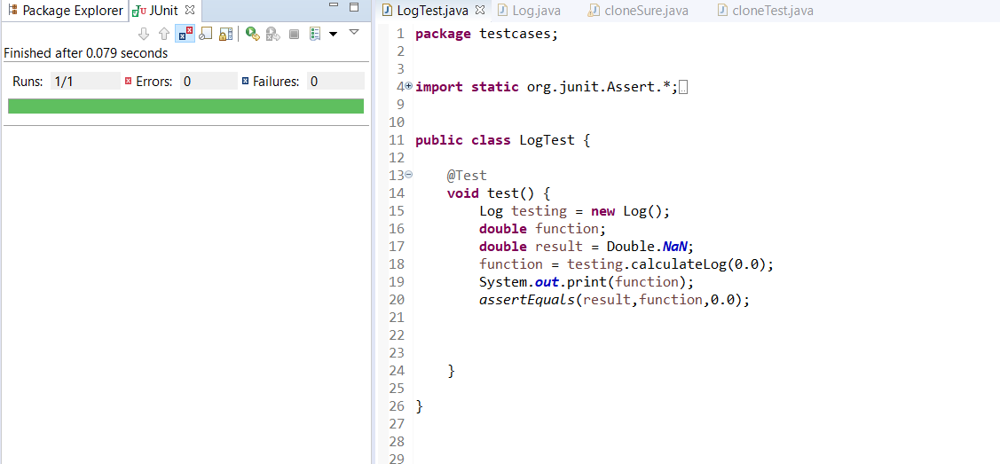 Package Explorer JUnit
Finished after 0.079 seconds
Runs: 1/1 Errors: 0 Failures: 0
LogTest.java Log.java cloneSure.java cloneTest.java
1 package testcases;
2
3
4 import static org.junit.Assert.*;
9
10
11 public class LogTest {
12
13 @Test
14 void test() {
15 Log testing = new Log();
16 double function;
17 double result = Double.NaN;
18 function = testing.calculateLog(0.0);
19 System.out.print(function);
20 assertEquals(result,function,0.0);
21
22
23
24 }
25
26 }
27
28
29